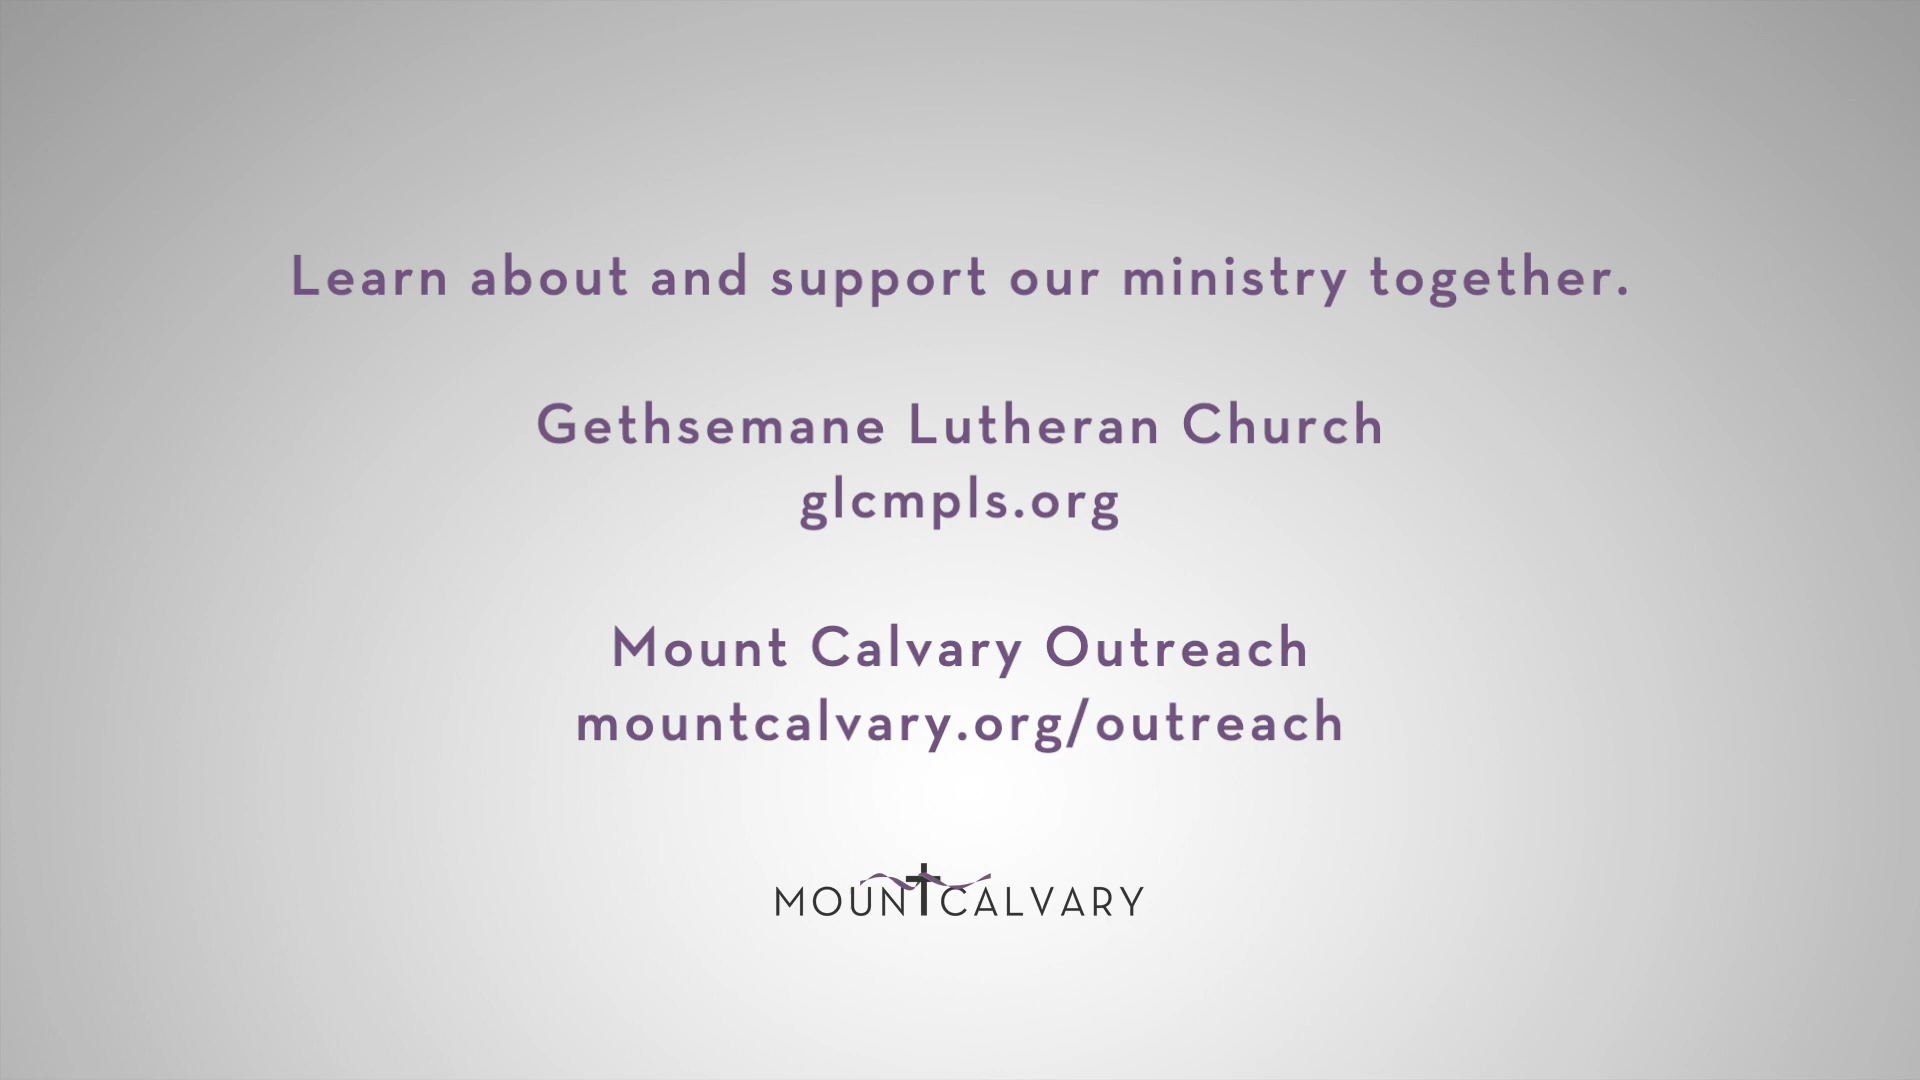 Learn about and support our ministry together.
Gethsemane Lutheran Church
glcmpls.org
Mount Calvary Outreach
mountcalvary.org/outreach
MOUNTCALVARY